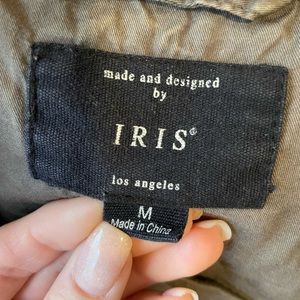 made and designed
by
IRIS®
los angeles
M
Made in China